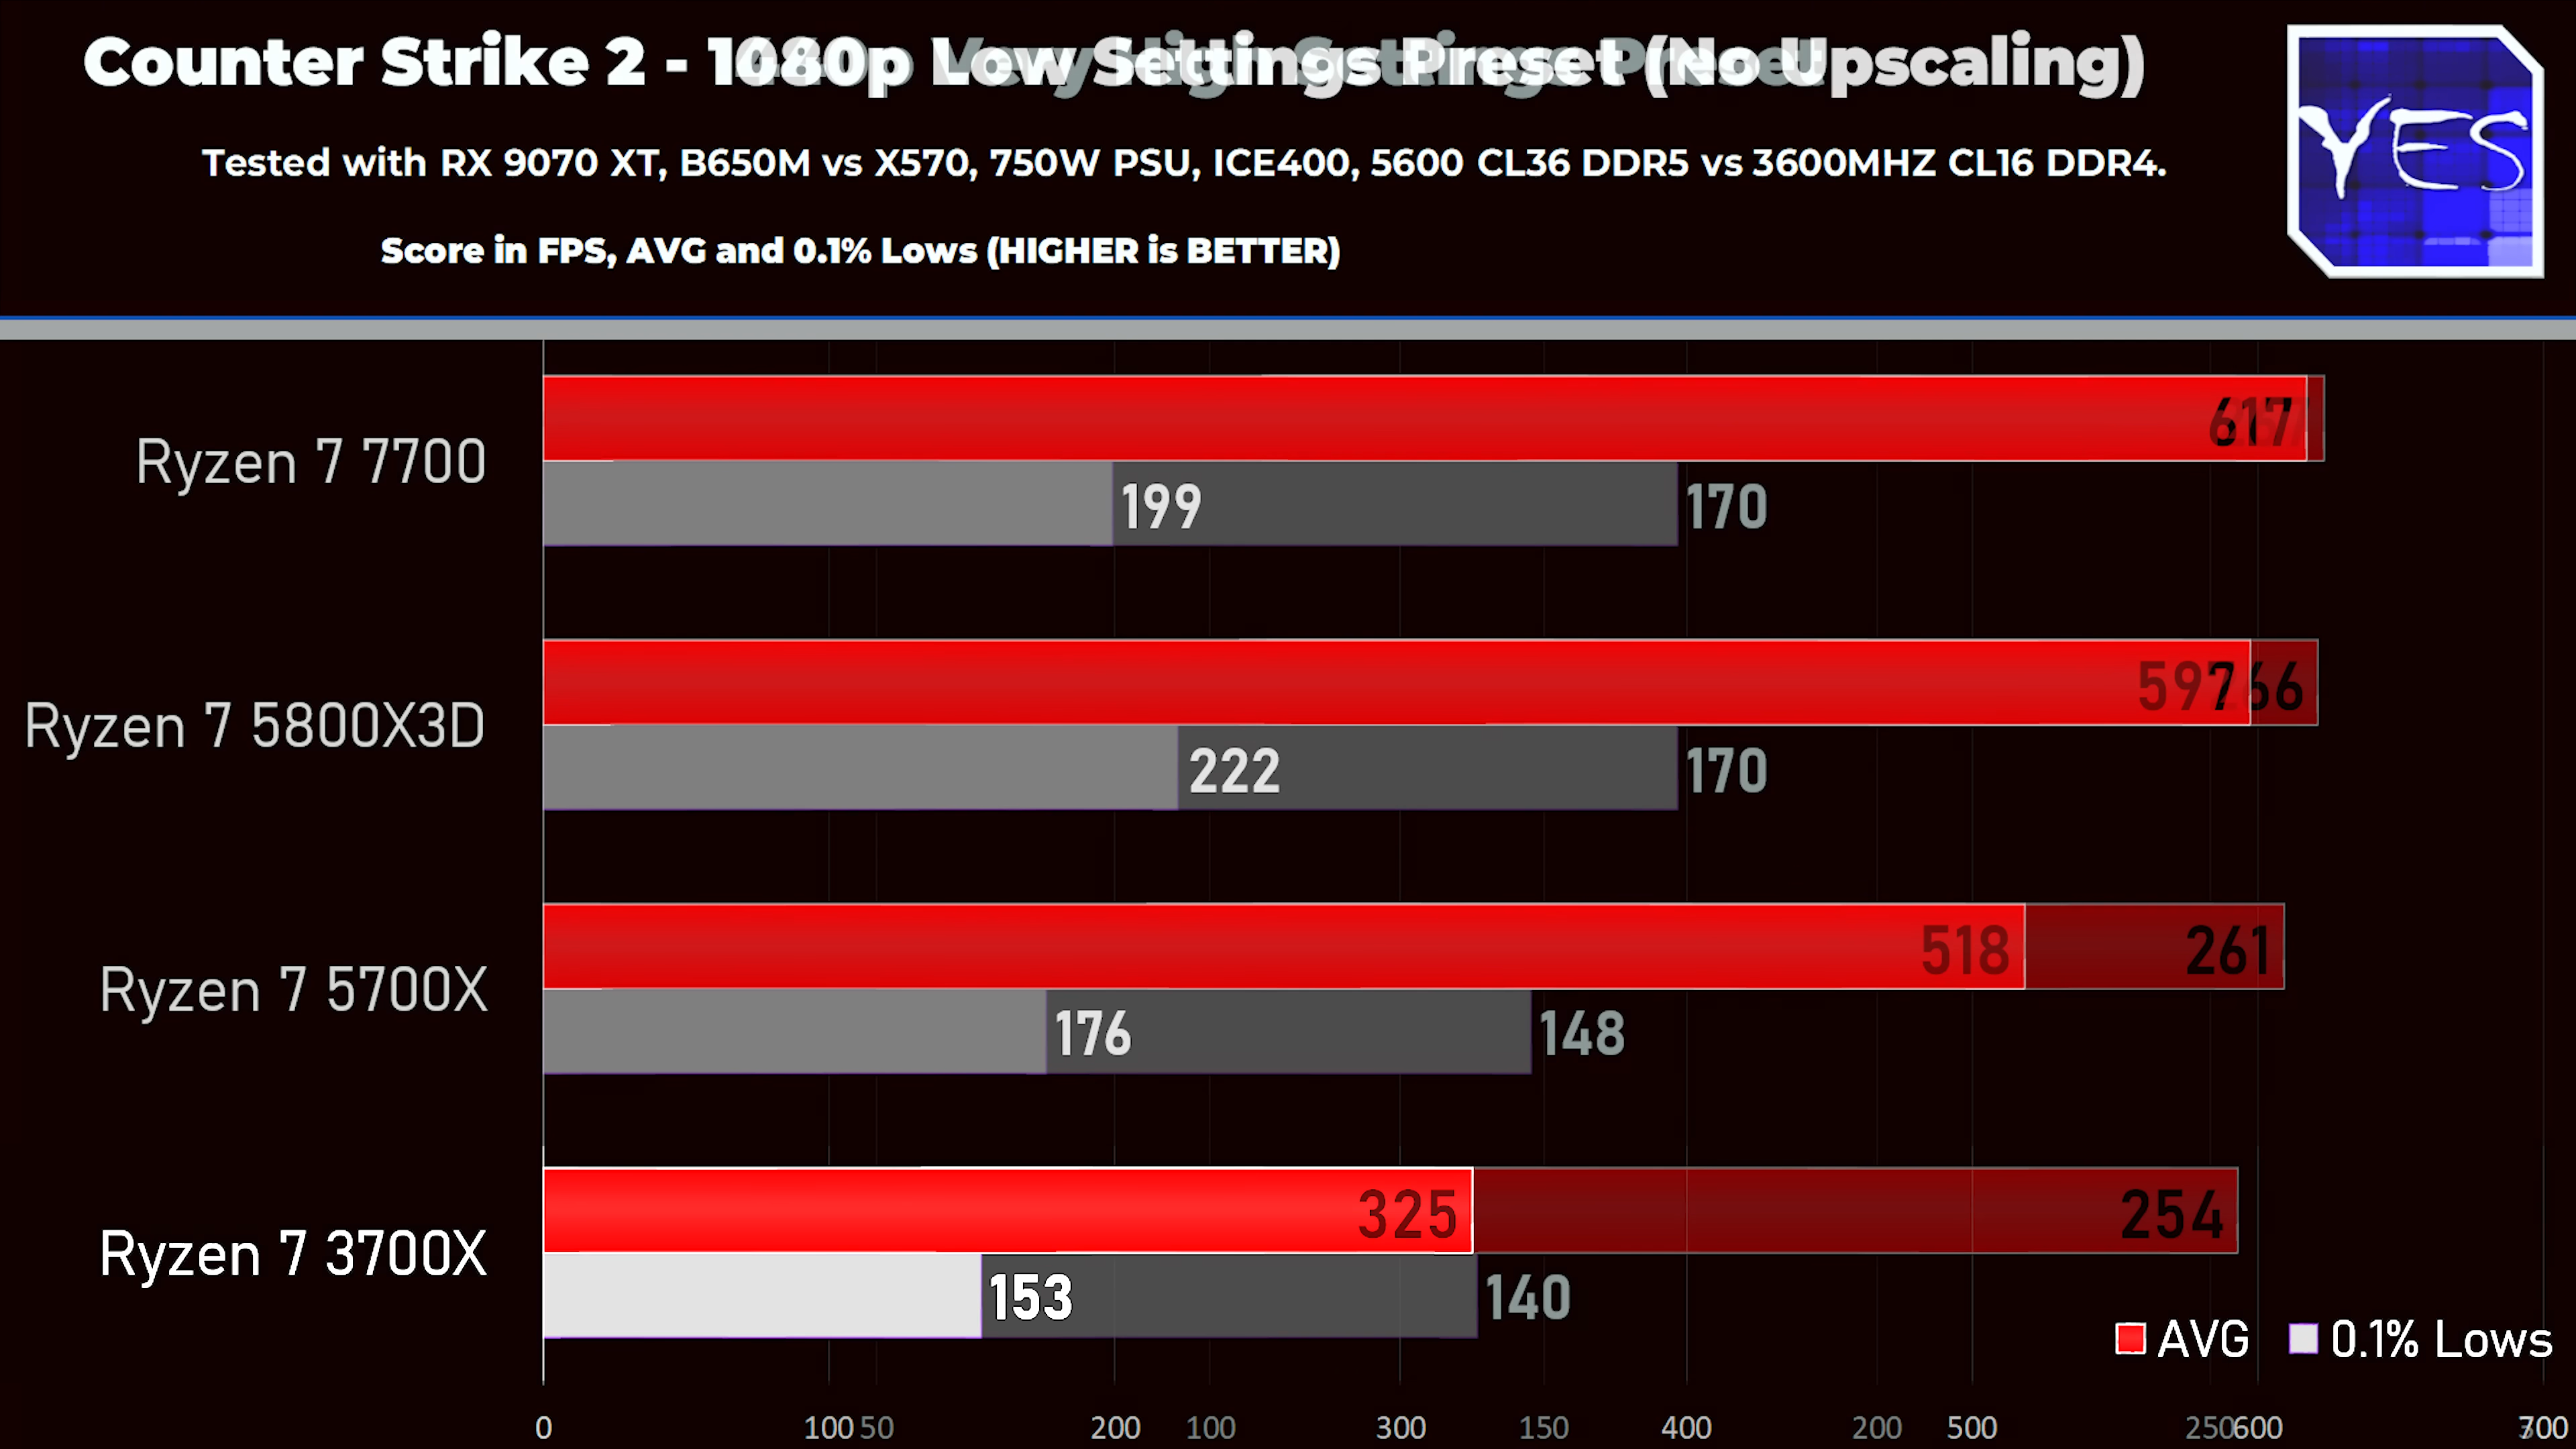 Counter Strike 2 - 1080p Low Settings Preset (No Upscaling)
YES
Tested with RX 9070 XT, B650M vs X570, 750W PSU, ICE400, 5600 CL36 DDR5 vs 3600MHZ CL16 DDR4.
Score in FPS, AVG and 0.1% Lows (HIGHER is BETTER)
Ryzen 7 7700
617
199 170
Ryzen 7 5800X3D
597
222 170
Ryzen 7 5700X
518 261
176 148
Ryzen 7 3700X
325 254
153 140
AVG 0.1% Lows
0 100 50 200 100 300 150 400 200 500 250 600 700